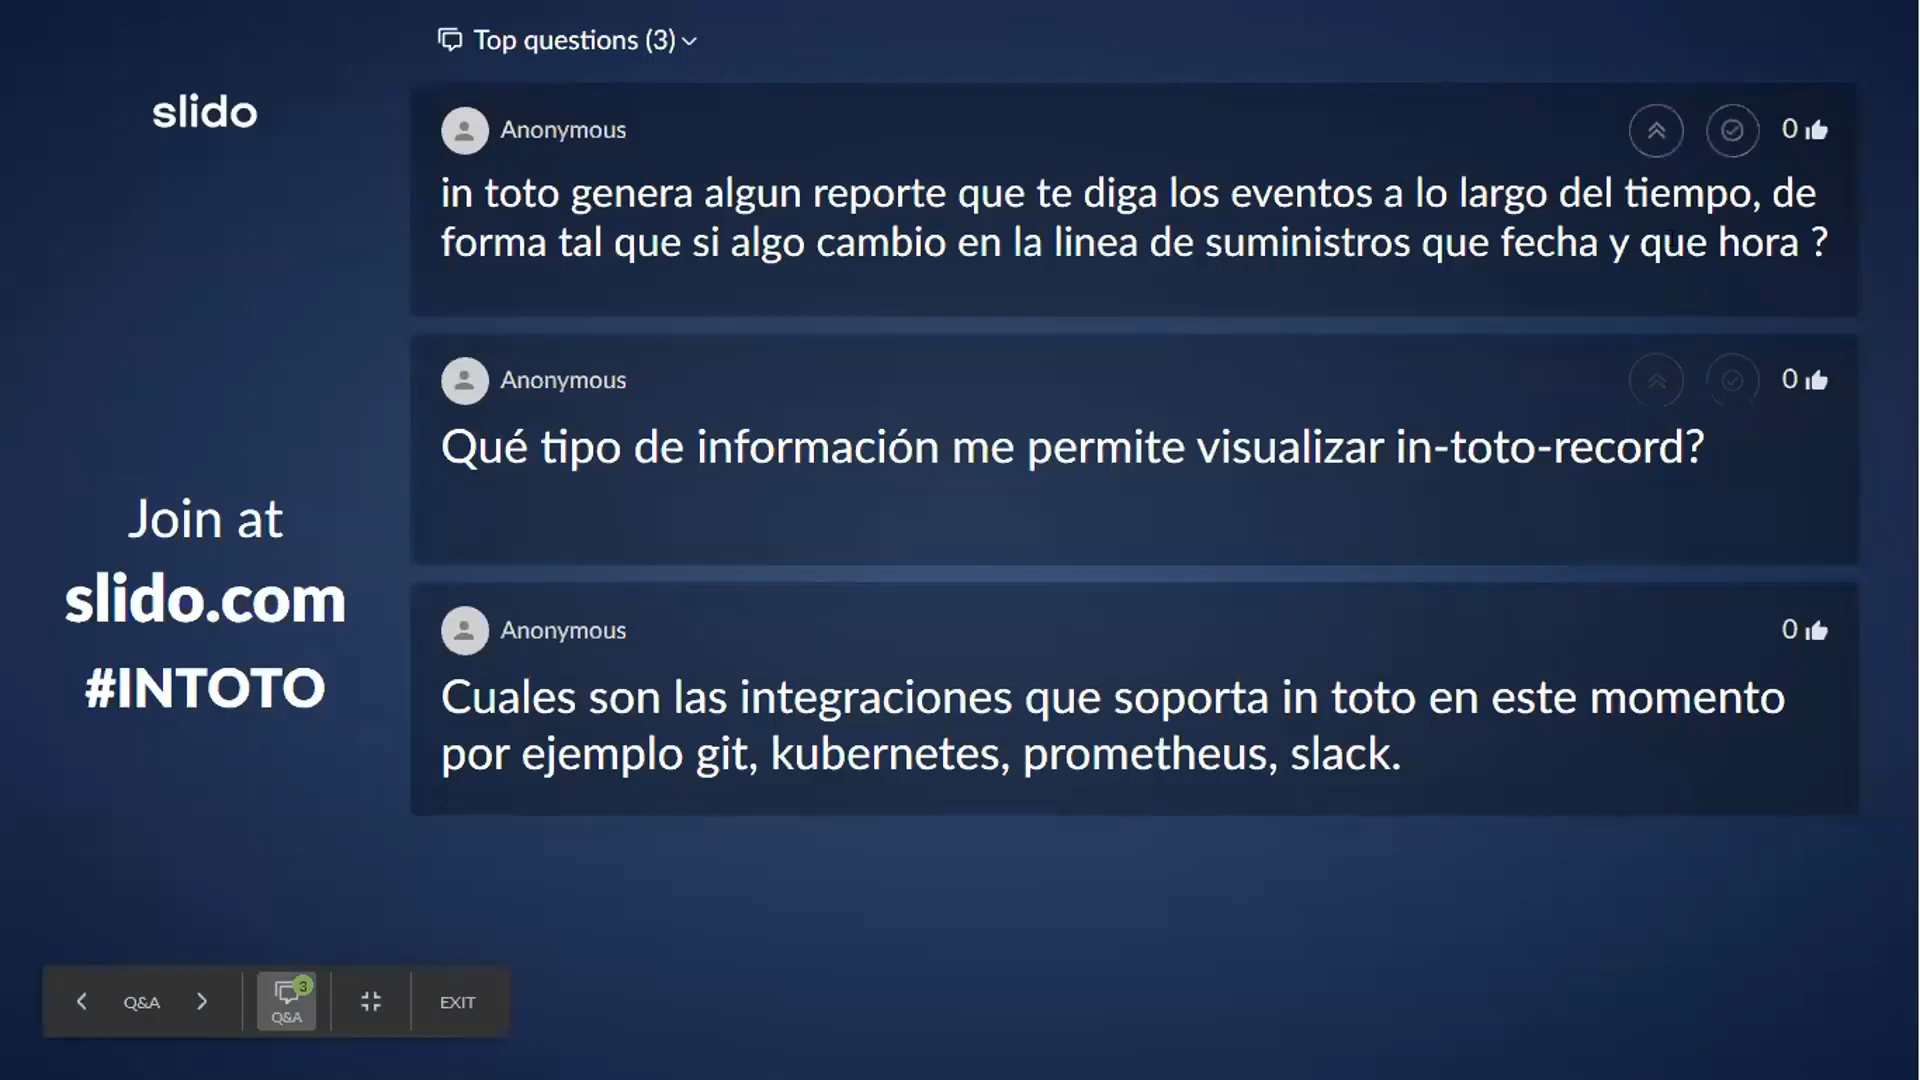 Top questions (3)
slido
Anonymous
0
in toto genera algun reporte que te diga los eventos a lo largo del tiempo, de
forma tal que si algo cambio en la linea de suministros que fecha y que hora ?
Anonymous
0
Qué tipo de información me permite visualizar in-toto-record?
Join at
slido.com
#INTOTO
Anonymous
0
Cuales son las integraciones que soporta in toto en este momento
por ejemplo git, kubernetes, prometheus, slack.
Q&A
3
Q&A
EXIT